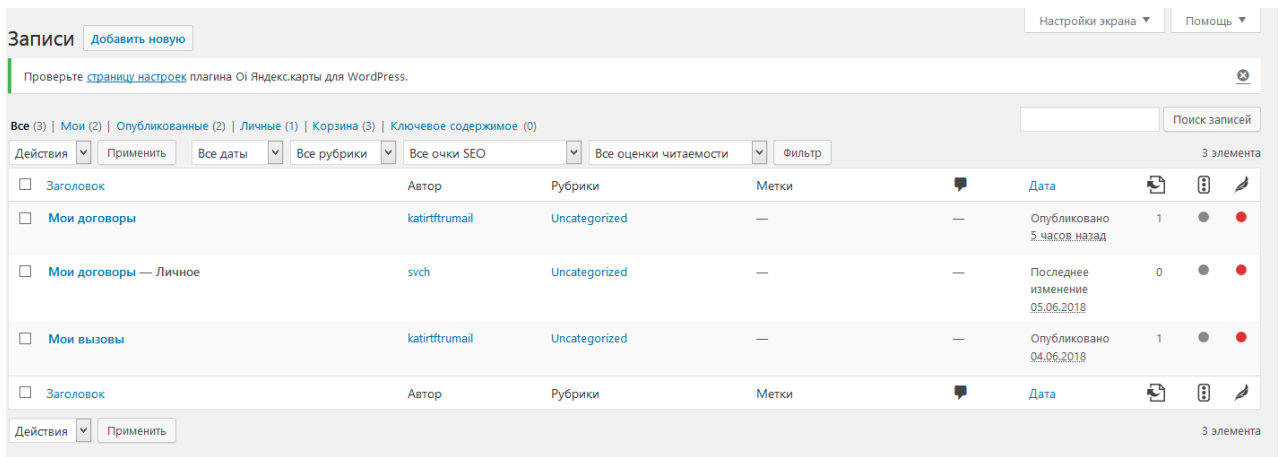 Настройки экрана ▼ Помощь ▼
Записи Добавить новую
Проверьте страницу настроек плагина Oi Яндекс.карты для WordPress.
Все (3) | Мои (2) | Опубликованные (2) | Личные (1) | Корзина (3) | Ключевое содержимое (0) Поиск записей
Действия Применить Все даты Все рубрики Все очки SEO Все оценки читаемости Фильтр 3 элемента
Заголовок Автор Рубрики Метки Дата
Мои договоры katirtftrumail Uncategorized — — Опубликовано 1
5 часов назад
Мои договоры — Личное svch Uncategorized — — Последнее 0
изменение
05.06.2018
Мои вызовы katirtftrumail Uncategorized — — Опубликовано 1
04.06.2018
Заголовок Автор Рубрики Метки Дата
Действия Применить 3 элемента